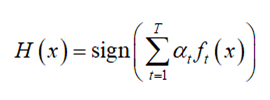 H(x) = sign(∑_{t=1}^{T} α_t f_t(x))